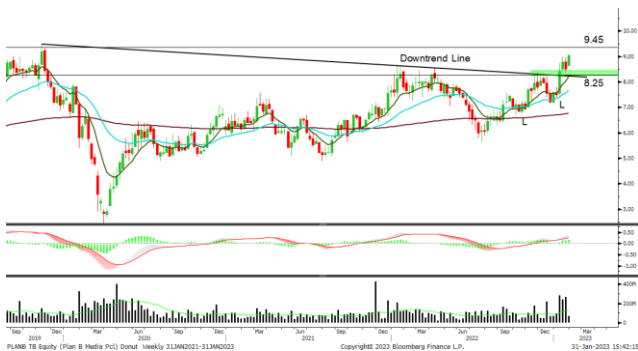 9.45
10.00
Downtrend Line
9.00
8.00
8.25
7.00
L
L
6.00
5.00
4.00
3.00
0.50
0.00
-0.50
-1.00
400M
200M
0
Sep Dec Mar Jun Sep Dec Mar Jun Sep Dec Mar Jun Sep Dec Mar
2019 2020 2021 2022 2023
PLANB TB Equity (Plan B Media Pcl) Donut Weekly 31JAN2021-31JAN2023 Copyright© 2023 Bloomberg Finance L.P. 31-Jan-2023 15:42:15